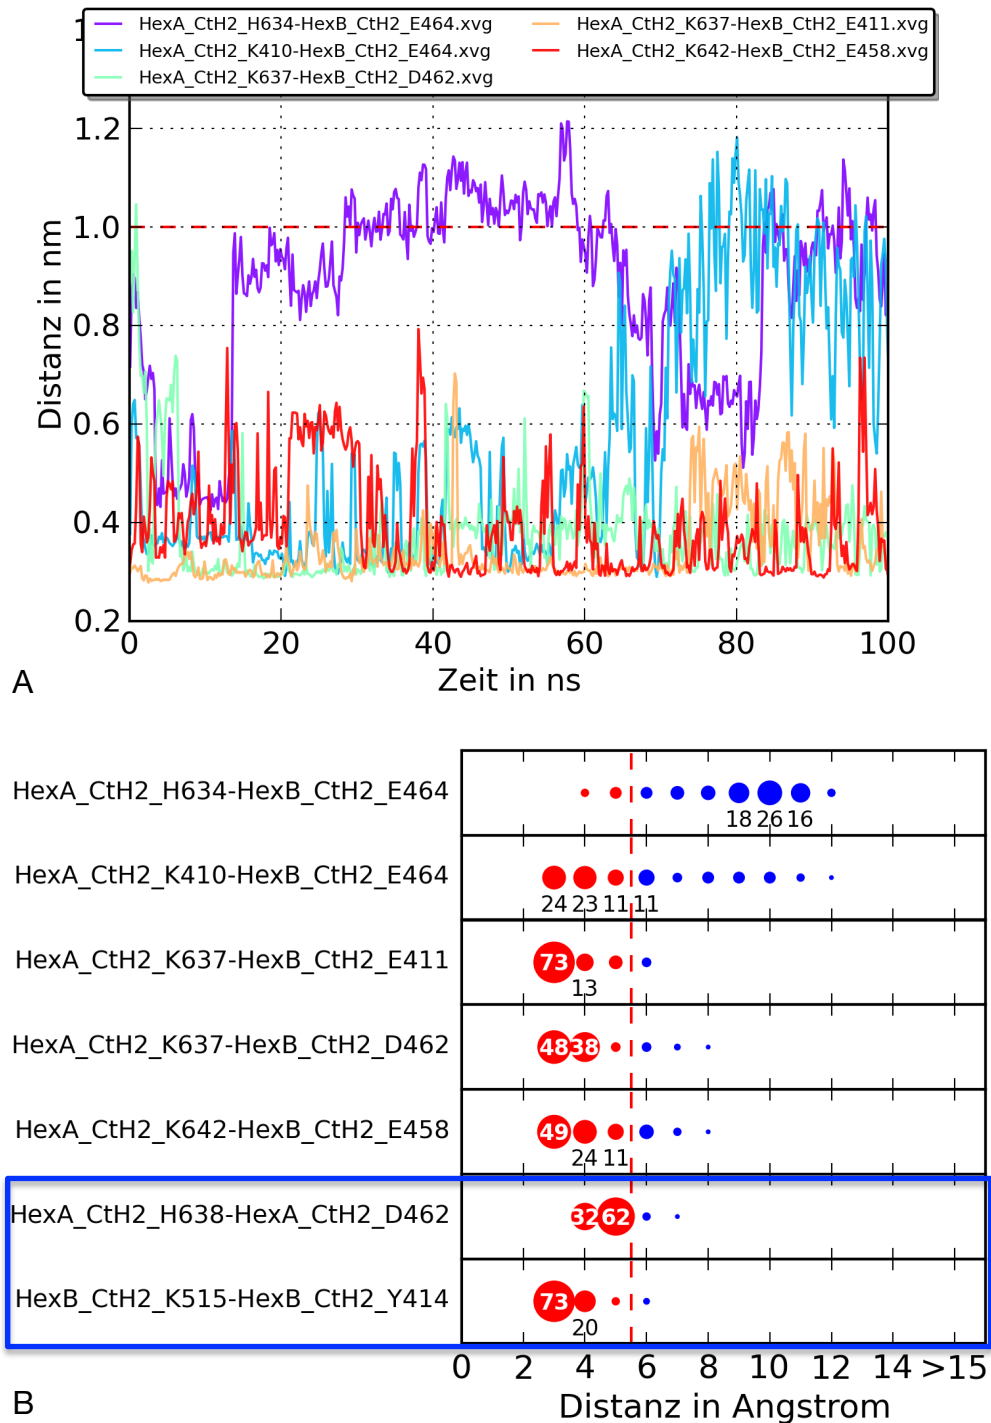 HexA_CtH2_H634-HexB_CtH2_E464.xvg
HexA_CtH2_K410-HexB_CtH2_E464.xvg
HexA_CtH2_K637-HexB_CtH2_D462.xvg
HexA_CtH2_K637-HexB_CtH2_E411.xvg
HexA_CtH2_K642-HexB_CtH2_E458.xvg
1.2
1.0
0.8
0.6
0.4
0.2
Distanz in nm
0 20 40 60 80 100
Zeit in ns
A
HexA_CtH2_H634-HexB_CtH2_E464
18 26 16
HexA_CtH2_K410-HexB_CtH2_E464
24 23 11 11
HexA_CtH2_K637-HexB_CtH2_E411
73
13
HexA_CtH2_K637-HexB_CtH2_D462
48 38
HexA_CtH2_K642-HexB_CtH2_E458
49
24 11
HexA_CtH2_H638-HexA_CtH2_D462
32 62
HexB_CtH2_K515-HexB_CtH2_Y414
73
20
0 2 4 6 8 10 12 14 >15
Distanz in Angstrom
B